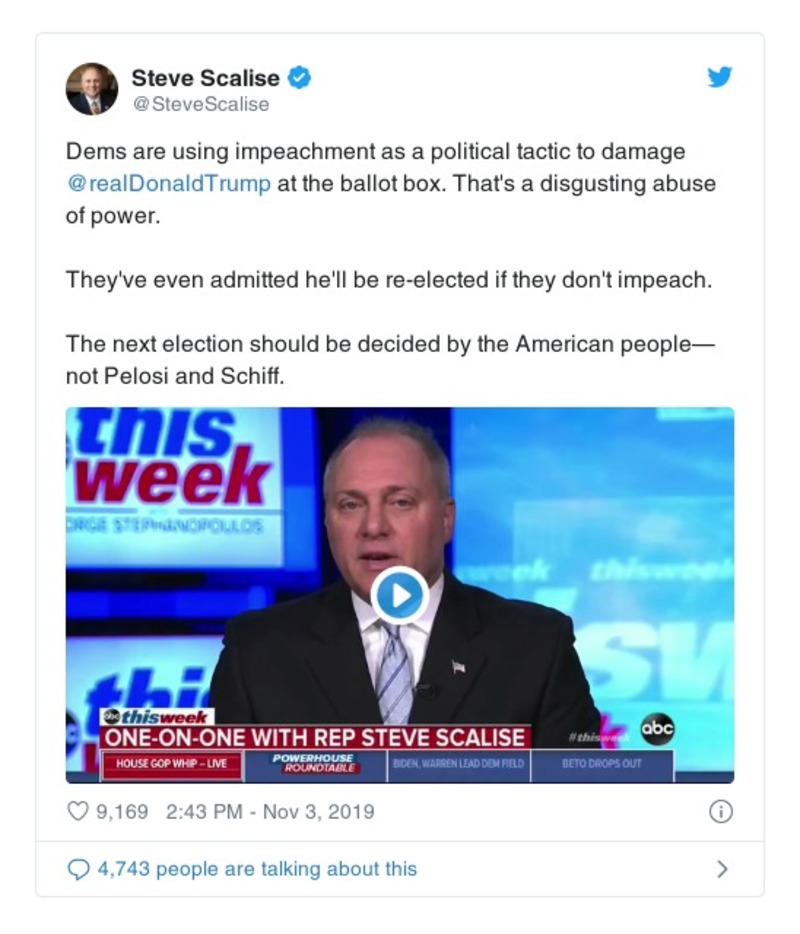 Steve Scalise
@SteveScalise
Dems are using impeachment as a political tactic to damage
@realDonaldTrump at the ballot box. That's a disgusting abuse
of power.
They've even admitted he'll be re-elected if they don't impeach.
The next election should be decided by the American people—
not Pelosi and Schiff.
this
week
STEPHANOPOULOS
week thisweek
sw
thi
abc thisweek
ONE-ON-ONE WITH REP STEVE SCALISE
#thisweek
abc
HOUSE GOP WHIP – LIVE
POWERHOUSE
ROUNDTABLE
BIDEN, WARREN LEAD DEM FIELD
BETO DROPS OUT
9,169 2:43 PM - Nov 3, 2019
4,743 people are talking about this